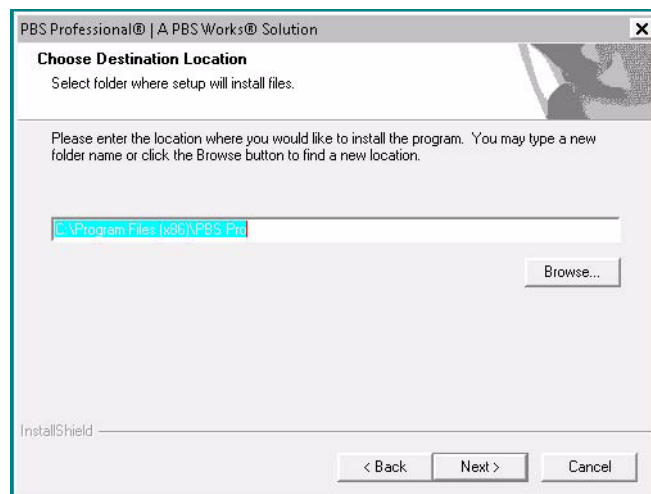 PBS Professional® | A PBS Works® Solution
Choose Destination Location
Select folder where setup will install files.
Please enter the location where you would like to install the program. You may type a new
folder name or click the Browse button to find a new location.
C:\Program Files (x86)\PBS Pro
Browse...
InstallShield
< Back
Next >
Cancel